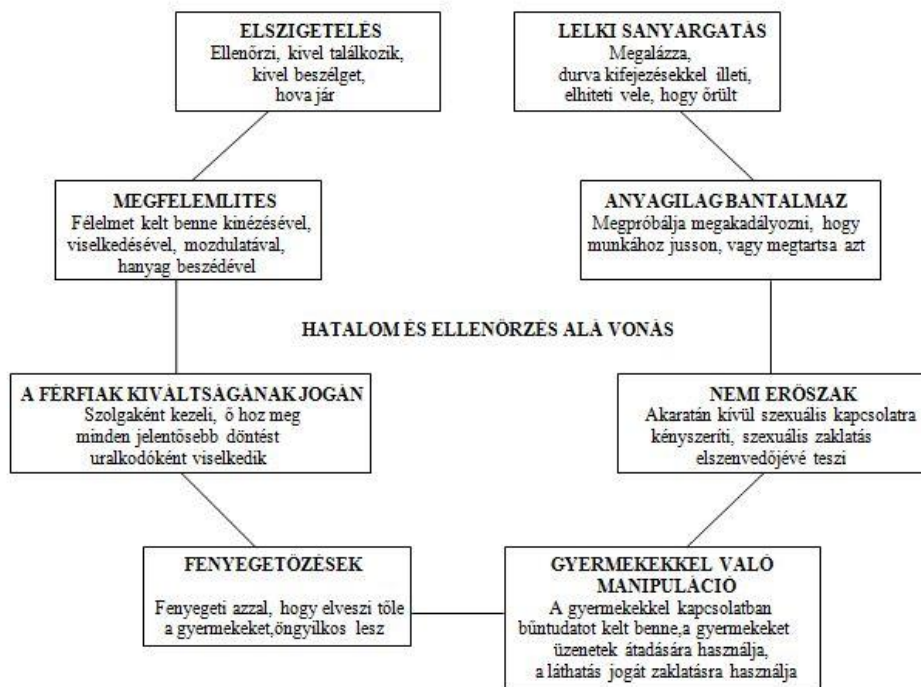 ELSZIGETELÉS
Ellenőrzi, kivel találkozik,
kivel beszélget,
hova jár
LELKI SANYARGATÁS
Megalázza,
durva kifejezésekkel illeti,
elhiteti vele, hogy őrült
MEGFELEMLITES
Félelmet kelt benne kinézésével,
viselkedésével, mozdulatával,
hanyag beszédével
ANYAGILAG BANTALMAZ
Megpróbálja megakadályozni, hogy
munkához jusson, vagy megtartsa azt
HATALOM ÉS ELLENŐRZÉS ALÁ VONÁS
A FÉRFIAK KIVÁLTSÁGÁNAK JOGÁN
Szolgaként kezeli, ő hoz meg
minden jelentősebb döntést
uralkodóként viselkedik
NEMI ERŐSZAK
Akaratán kívül szexuális kapcsolatra
kényszeríti, szexuális zaklatás
elszenvedőjévé teszi
FENYEGETŐZÉSEK
Fenyegeti azzal, hogy elveszi tőle
a gyermekeket,öngyilkos lesz
GYERMEKEKKEL VALÓ
MANIPULÁCIÓ
A gyermekekkel kapcsolatban
bűntudatot kelt benne,a gyermekeket
üzenetek átadására használja,
a láthatás jogát zaklatásra használja